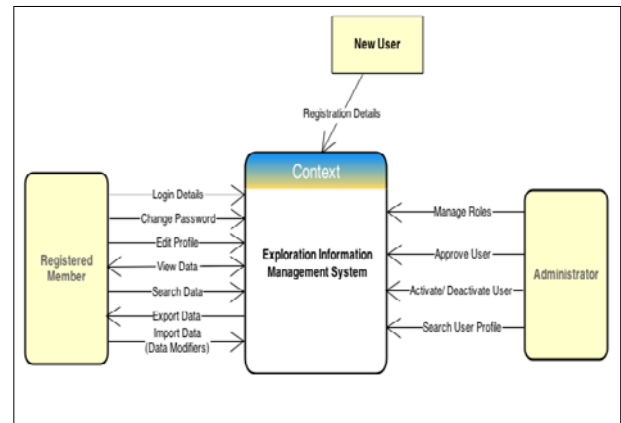 New User
Registration Details
Context
Login Details
Change Password
Edit Profile
View Data
Search Data
Export Data
Import Data
(Data Modifiers)
Registered
Member
Exploration Information
Management System
Manage Roles
Approve User
Activate/ Deactivate User
Search User Profile
Administrator